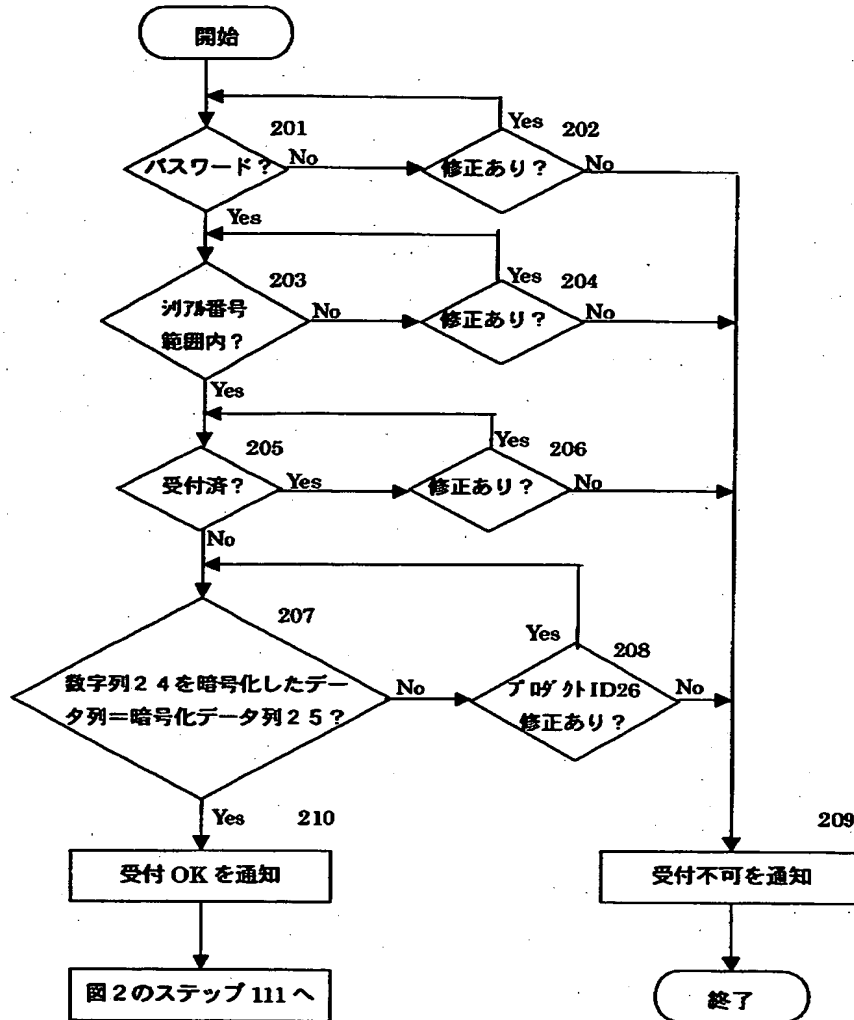 開始
201
パスワード?
No
Yes
202
修正あり?
No
Yes
203
シリアル番号
範囲内?
No
Yes
204
修正あり?
No
Yes
205
受付済?
Yes
Yes
206
修正あり?
No
No
207
数字列24を暗号化したデー
タ列=暗号化データ列25?
No
Yes
208
プロダクトID26
修正あり?
No
Yes
210
受付OKを通知
209
受付不可を通知
図2のステップ111へ
終了